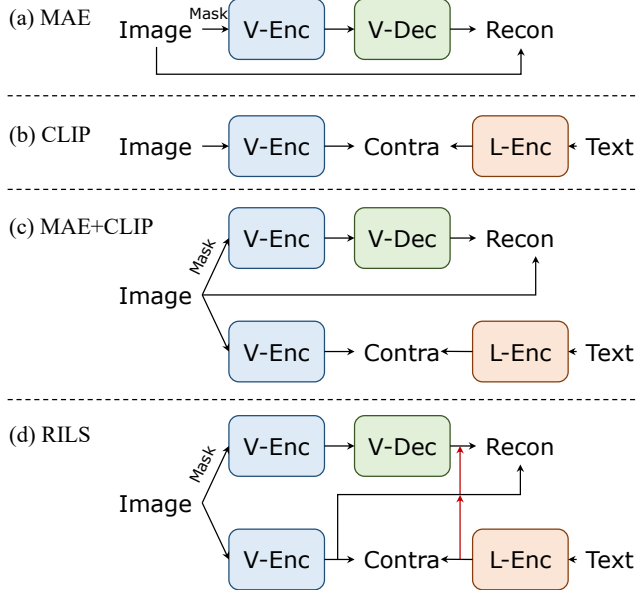 (a) MAE
Image Mask V-Enc V-Dec Recon
(b) CLIP
Image V-Enc Contra L-Enc Text
(c) MAE+CLIP
Mask V-Enc V-Dec Recon
Image
V-Enc Contra L-Enc Text
(d) RILS
Mask V-Enc V-Dec Recon
Image
V-Enc Contra L-Enc Text